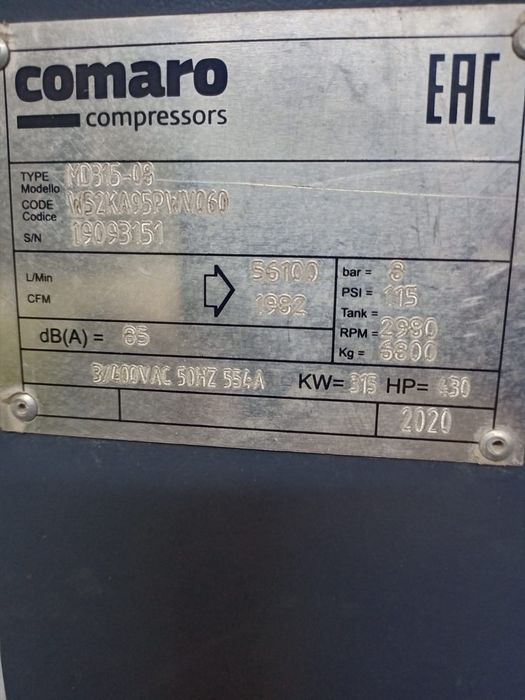 comaro
compressors
EAC
TYPE Modello MD315-08
CODE Codice W52KA95PWV060
S/N 19093151
L/Min 56100
CFM 1982
bar = 8
PSI = 115
Tank =
RPM = 2980
Kg = 6800
dB(A) = 85
3/400VAC 50HZ 554A KW= 315 HP= 430
2020